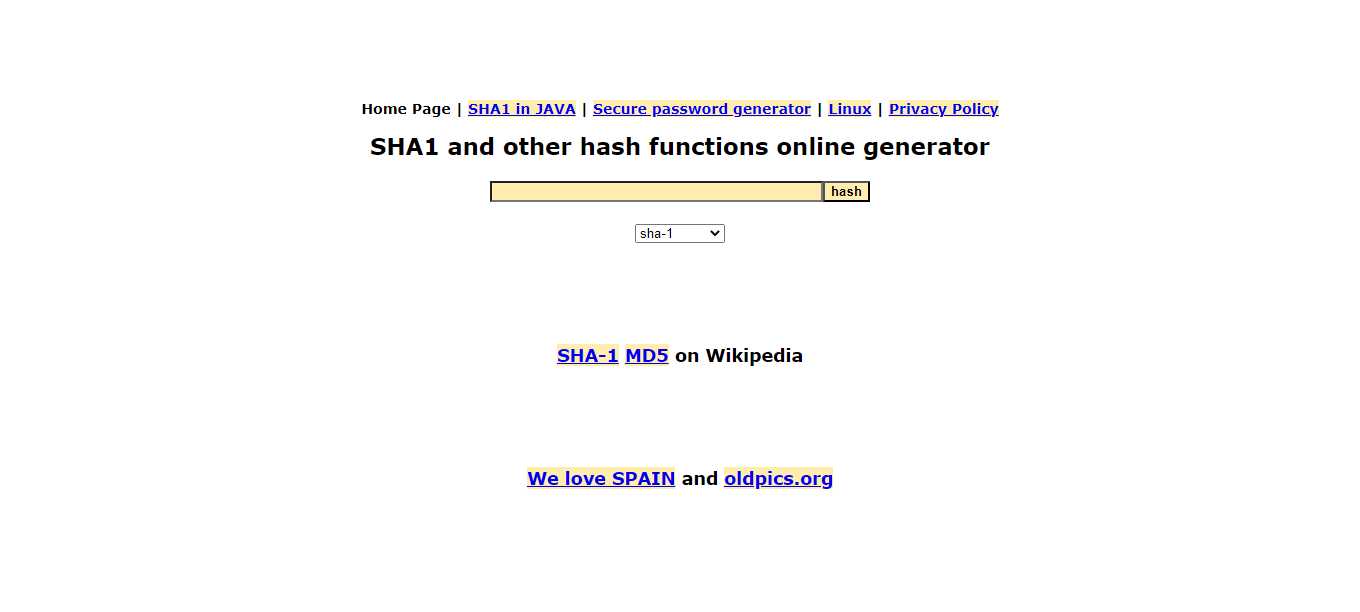 Home Page | SHA1 in JAVA | Secure password generator | Linux | Privacy Policy
SHA1 and other hash functions online generator
hash
sha-1
SHA-1 MD5 on Wikipedia
We love SPAIN and oldpics.org